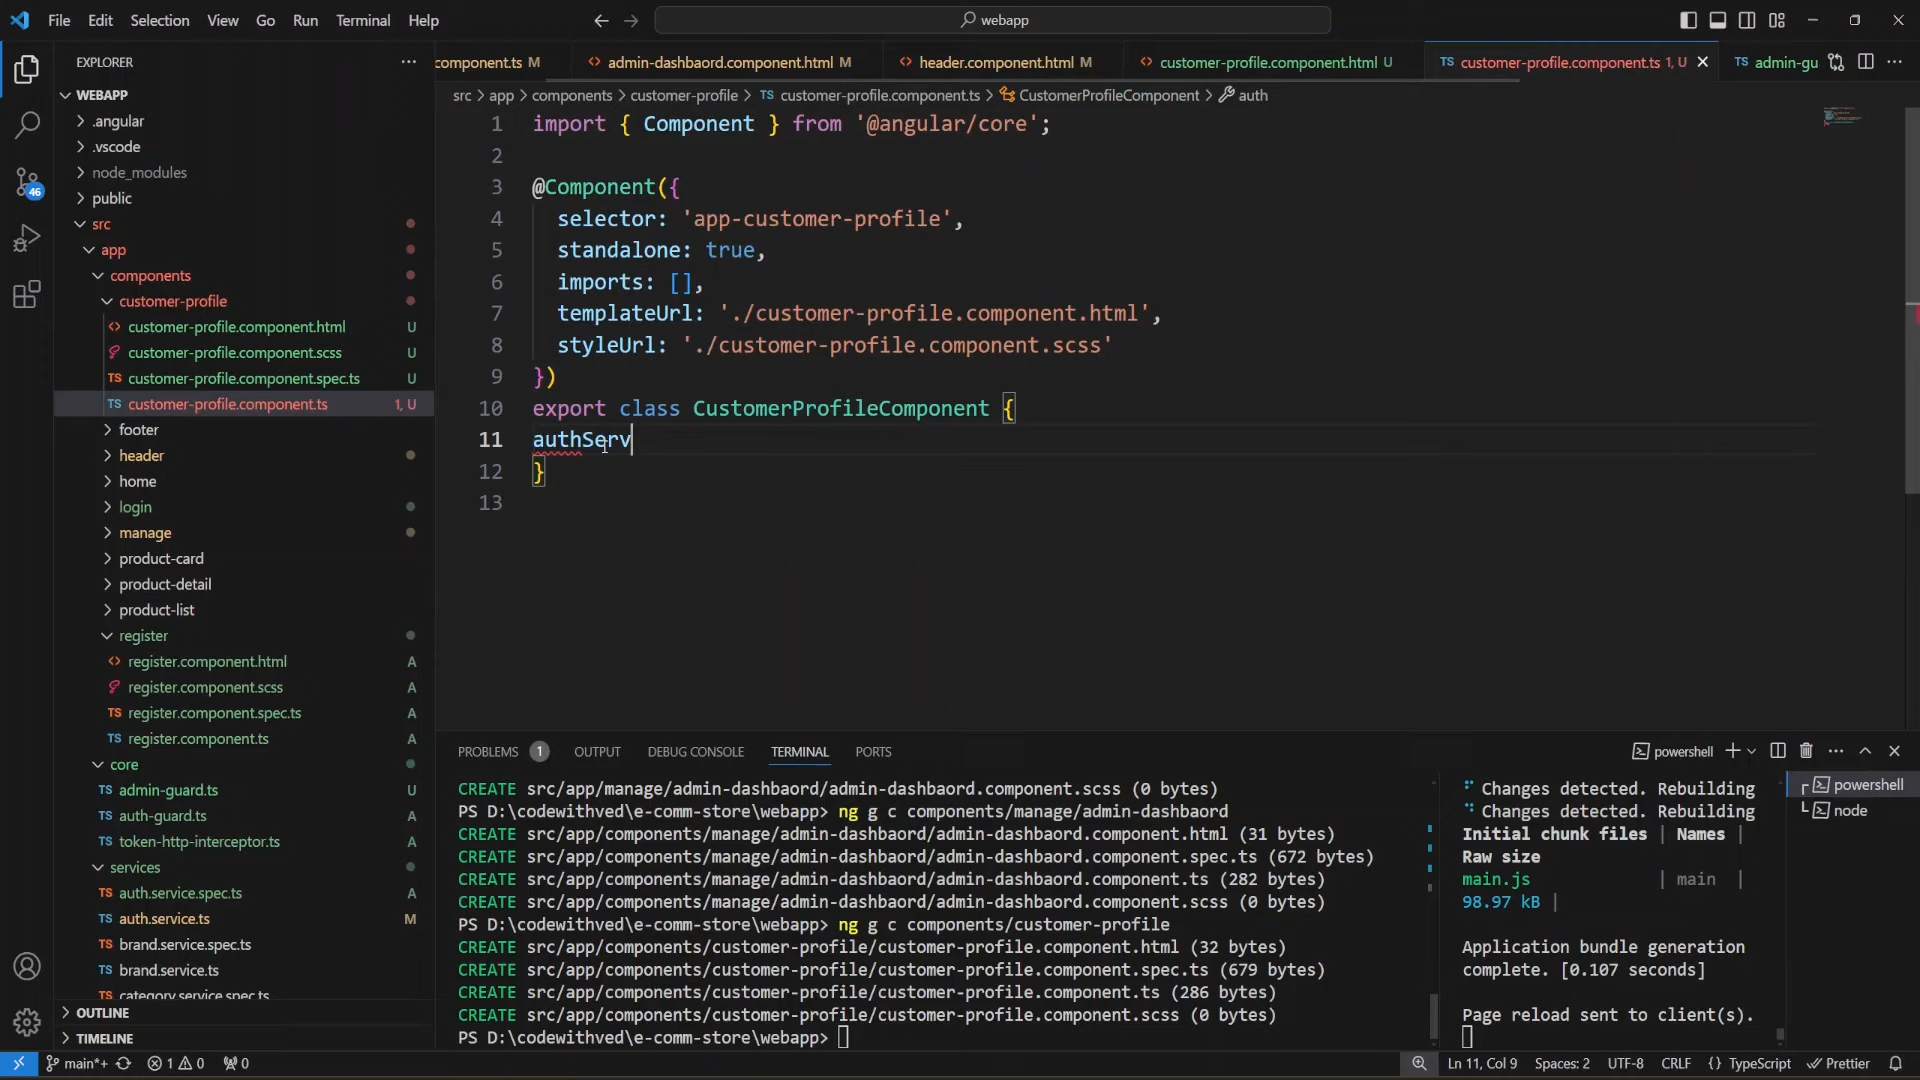 File Edit Selection View Go Run Terminal Help
webapp
EXPLORER
WEBAPP
.angular
.vscode
node_modules
public
src
app
components
customer-profile
customer-profile.component.html U
customer-profile.component.scss U
customer-profile.component.spec.ts U
customer-profile.component.ts 1, U
footer
header
home
login
manage
product-card
product-detail
product-list
register
register.component.html A
register.component.scss A
register.component.spec.ts A
register.component.ts A
core
admin-guard.ts U
auth-guard.ts A
token-http-interceptor.ts A
services
auth.service.spec.ts A
auth.service.ts M
brand.service.spec.ts
brand.service.ts
category.service.spec.ts
OUTLINE
TIMELINE
46
component.ts M admin-dashbaord.component.html M header.component.html M customer-profile.component.html U TS customer-profile.component.ts 1, U TS admin-gu
src > app > components > customer-profile > TS customer-profile.component.ts > CustomerProfileComponent > auth
1 import { Component } from '@angular/core';
2
3 @Component({
4 selector: 'app-customer-profile',
5 standalone: true,
6 imports: [],
7 templateUrl: './customer-profile.component.html',
8 styleUrl: './customer-profile.component.scss'
9 })
10 export class CustomerProfileComponent {
11 authServ
12 }
13
PROBLEMS 1 OUTPUT DEBUG CONSOLE TERMINAL PORTS powershell
CREATE src/app/manage/admin-dashbaord/admin-dashbaord.component.scss (0 bytes)
PS D:\codewithved\e-comm-store\webapp> ng g c components/manage/admin-dashbaord
CREATE src/app/components/manage/admin-dashbaord/admin-dashbaord.component.html (31 bytes)
CREATE src/app/components/manage/admin-dashbaord/admin-dashbaord.component.spec.ts (672 bytes)
CREATE src/app/components/manage/admin-dashbaord/admin-dashbaord.component.ts (282 bytes)
CREATE src/app/components/manage/admin-dashbaord/admin-dashbaord.component.scss (0 bytes)
PS D:\codewithved\e-comm-store\webapp> ng g c components/customer-profile
CREATE src/app/components/customer-profile/customer-profile.component.html (32 bytes)
CREATE src/app/components/customer-profile/customer-profile.component.spec.ts (679 bytes)
CREATE src/app/components/customer-profile/customer-profile.component.ts (286 bytes)
CREATE src/app/components/customer-profile/customer-profile.component.scss (0 bytes)
PS D:\codewithved\e-comm-store\webapp>
Changes detected. Rebuilding
Changes detected. Rebuilding
Initial chunk files | Names |
Raw size
main.js | main |
98.97 kB |
Application bundle generation
complete. [0.107 seconds]
Page reload sent to client(s).
powershell
node
main*+ 1 0 0 Ln 11, Col 9 Spaces: 2 UTF-8 CRLF {} TypeScript Prettier